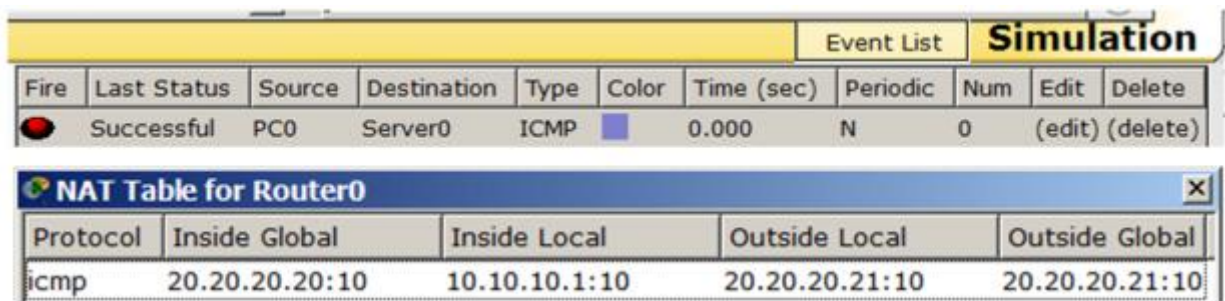 Event List Simulation
Fire Last Status Source Destination Type Color Time (sec) Periodic Num Edit Delete
Successful PC0 Server0 ICMP 0.000 N 0 (edit) (delete)
NAT Table for Router0
Protocol Inside Global Inside Local Outside Local Outside Global
icmp 20.20.20.20:10 10.10.10.1:10 20.20.20.21:10 20.20.20.21:10